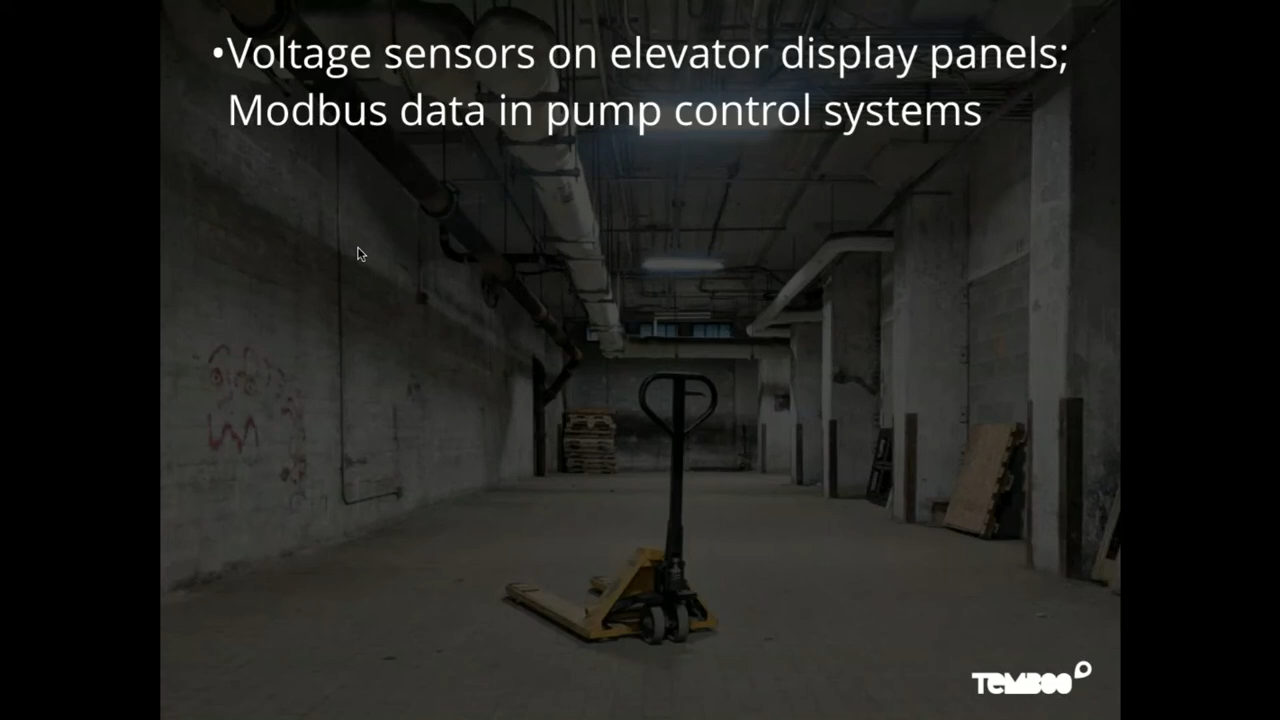 •Voltage sensors on elevator display panels;
Modbus data in pump control systems
TEMBOO